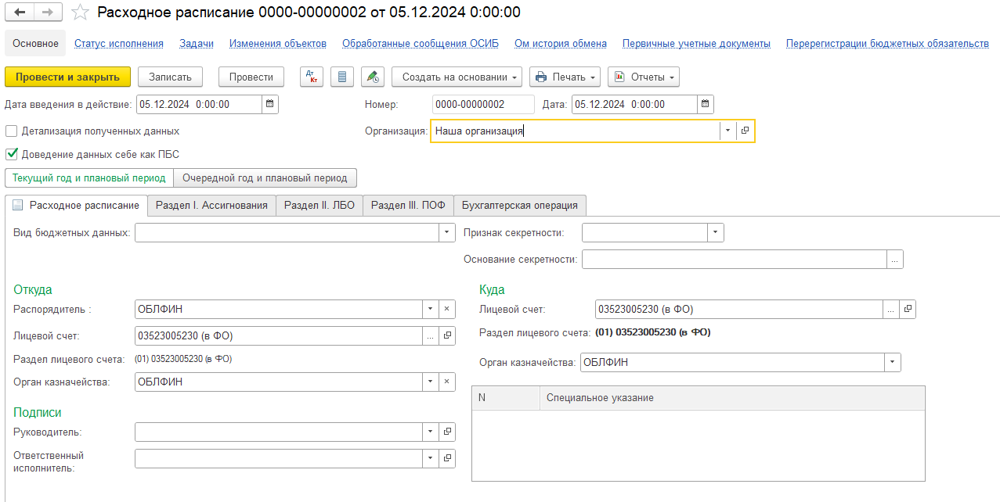 Расходное расписание 0000-00000002 от 05.12.2024 0:00:00
Основное Статус исполнения Задачи Изменения объектов Обработанные сообщения ОСИБ Ом история обмена Первичные учетные документы Перерегистрации бюджетных обязательств
Провести и закрыть Записать Провести Дт Кт Создать на основании Печать Отчеты
Дата введения в действие: 05.12.2024 0:00:00 Номер: 0000-00000002 Дата: 05.12.2024 0:00:00
Детализация полученных данных Организация: Наша организация
Доведение данных себе как ПБС
Текущий год и плановый период Очередной год и плановый период
Расходное расписание Раздел I. Ассигнования Раздел II. ЛБО Раздел III. ПОФ Бухгалтерская операция
Вид бюджетных данных: Признак секретности:
Основание секретности: ...
Откуда Куда
Распорядитель : ОБЛФИН × Лицевой счет: 03523005230 (в ФО) ...
Лицевой счет: 03523005230 (в ФО) ... Раздел лицевого счета: (01) 03523005230 (в ФО)
Раздел лицевого счета: (01) 03523005230 (в ФО) Орган казначейства: ОБЛФИН
Орган казначейства: ОБЛФИН ×
N Специальное указание
Подписи
Руководитель:
Ответственный
исполнитель: